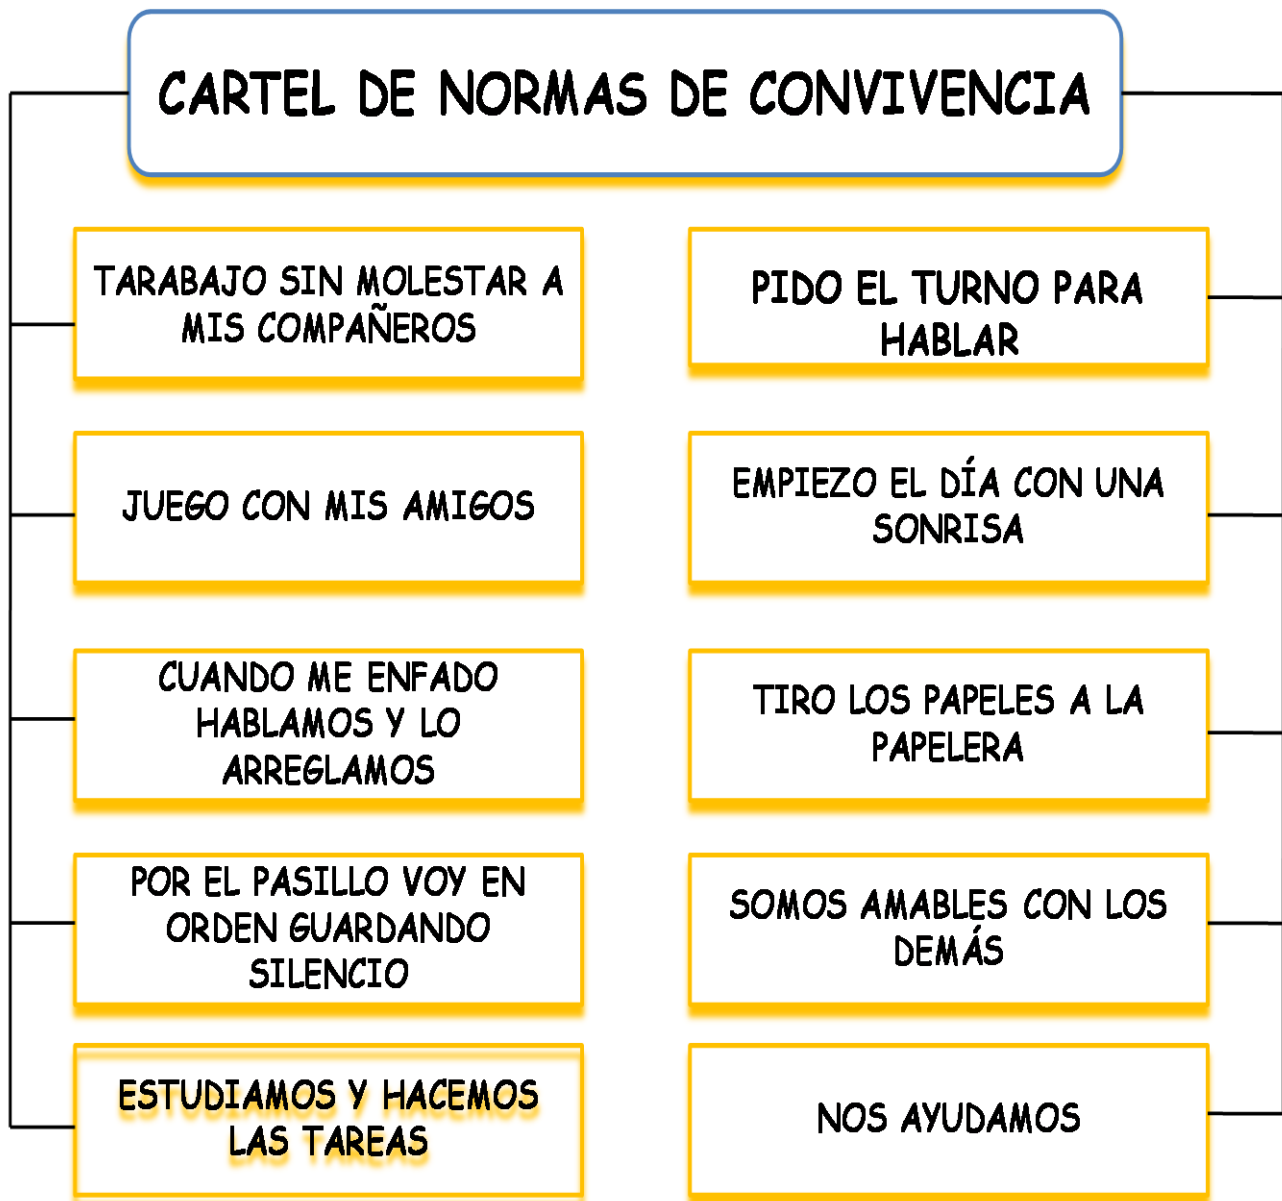 CARTEL DE NORMAS DE CONVIVENCIA
TARABAJO SIN MOLESTAR A
MIS COMPAÑEROS
JUEGO CON MIS AMIGOS
CUANDO ME ENFADO
HABLAMOS Y LO
ARREGLAMOS
POR EL PASILLO VOY EN
ORDEN GUARDANDO
SILENCIO
ESTUDIAMOS Y HACEMOS
LAS TAREAS
PIDO EL TURNO PARA
HABLAR
EMPIEZO EL DÍA CON UNA
SONRISA
TIRO LOS PAPELES A LA
PAPELERA
SOMOS AMABLES CON LOS
DEMÁS
NOS AYUDAMOS